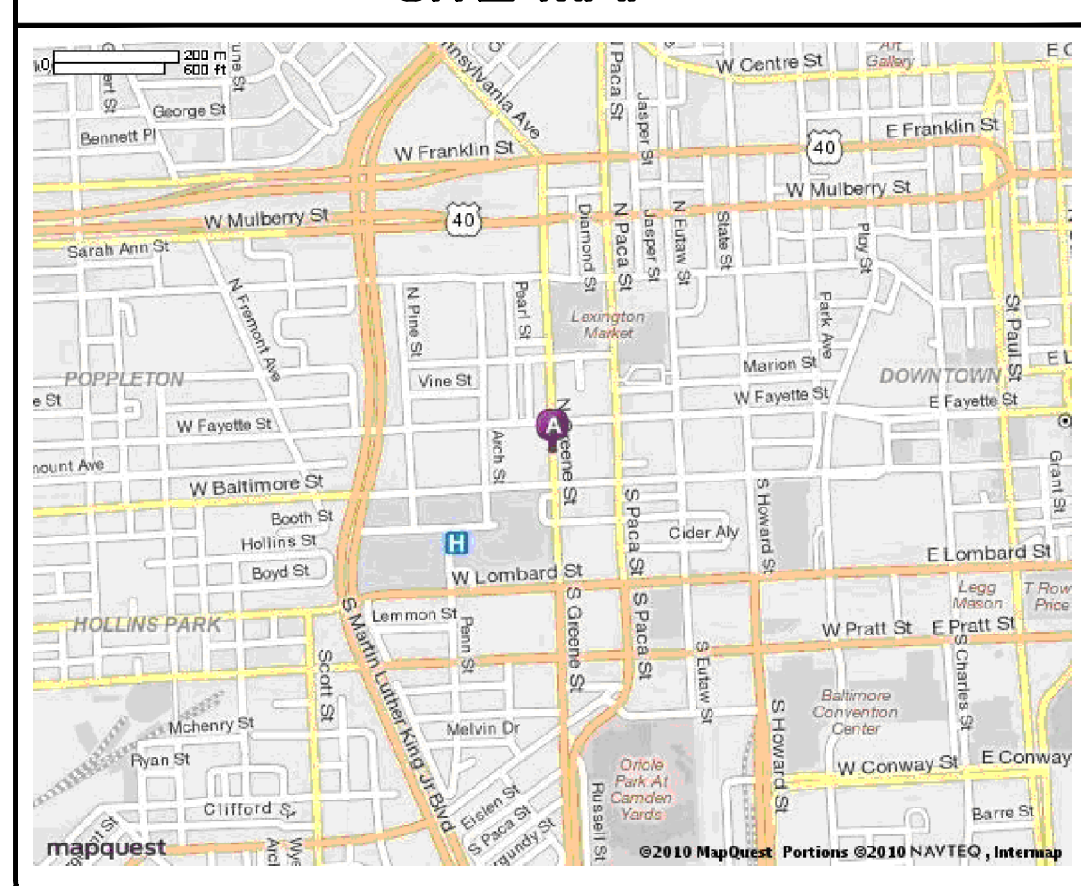 0
200 m
600 ft
George St
Bennett Pl
W Franklin St
W Mulberry St
40
Sarah Ann St
N Fremont Ave
N Pine St
Pearl St
POPPLETON
Vine St
W Fayette St
Arch St
W Baltimore St
Booth St
Hollins St
Boyd St
H
W Lombard St
HOLLINS PARK
Lemmon St
Penn St
Scott St
S Martin Luther King Jr Blvd
Mchenry St
Ryan St
Clifford St
Melvin Dr
Eislen St
S Paca St
mapquest
N Paca St
Jasper St
W Centre St
Art
Gallery
E Franklin St
40
W Mulberry St
Diamond St
N Paca St
Jasper St
N Eutaw St
State St
Ploy St
Lexington
Market
Park Ave
St Paul St
Marion St
DOWNTOWN
W Fayette St
E Fayette St
A
N Greene St
S Paca St
S Howard St
Grant St
Cider Aly
E Lombard St
Legg
Mason
T Row
Price
S Greene St
S Paca St
S Eutaw St
W Pratt St
E Pratt St
S Charles St
Baltimore
Convention
Center
S Howard St
Oriole
Park At
Camden
Yards
Russell St
W Conway St
E Conway
Barre St
©2010 MapQuest Portions ©2010 NAVTEQ , Intermap